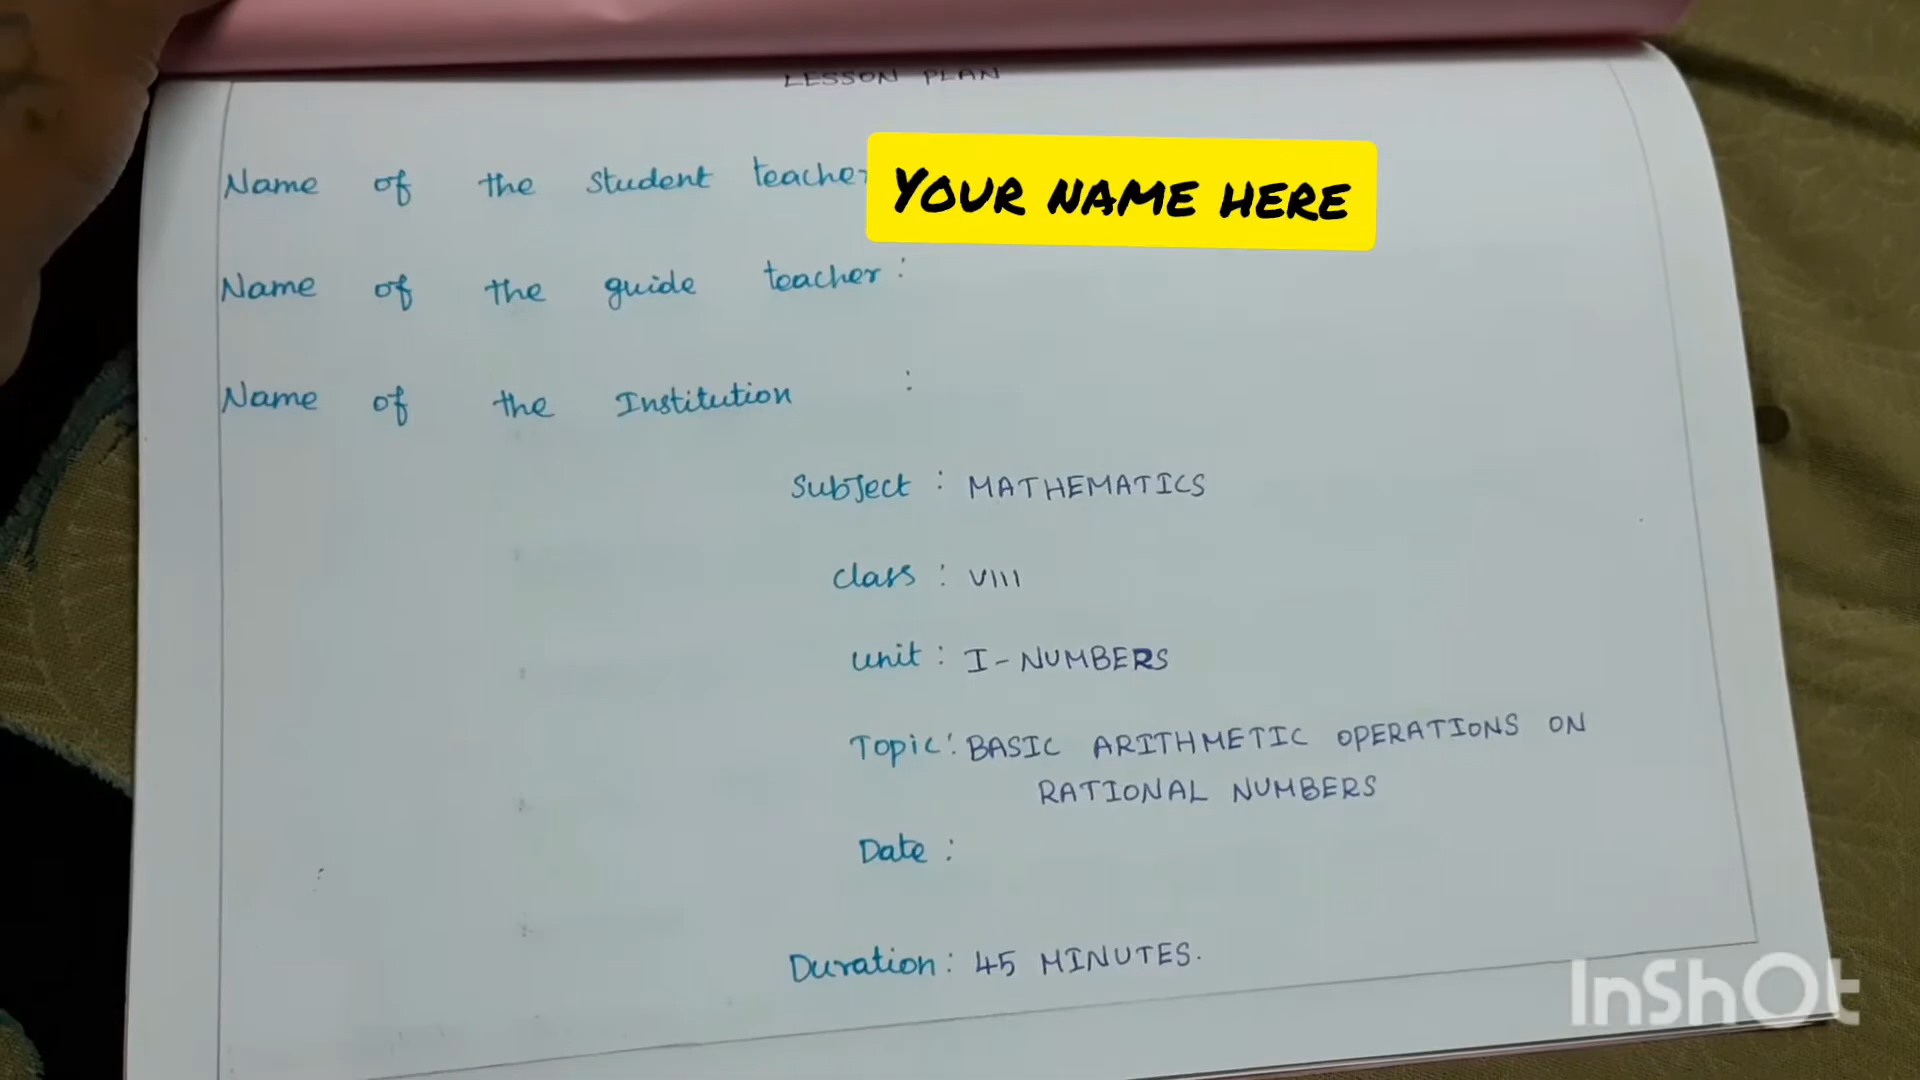 LESSON PLAN
Name of the student teacher
YOUR NAME HERE
Name of the guide teacher :
Name of the Institution :
Subject : MATHEMATICS
Class : VIII
Unit : I - NUMBERS
Topic : BASIC ARITHMETIC OPERATIONS ON
RATIONAL NUMBERS
Date :
Duration : 45 MINUTES.
InShOt